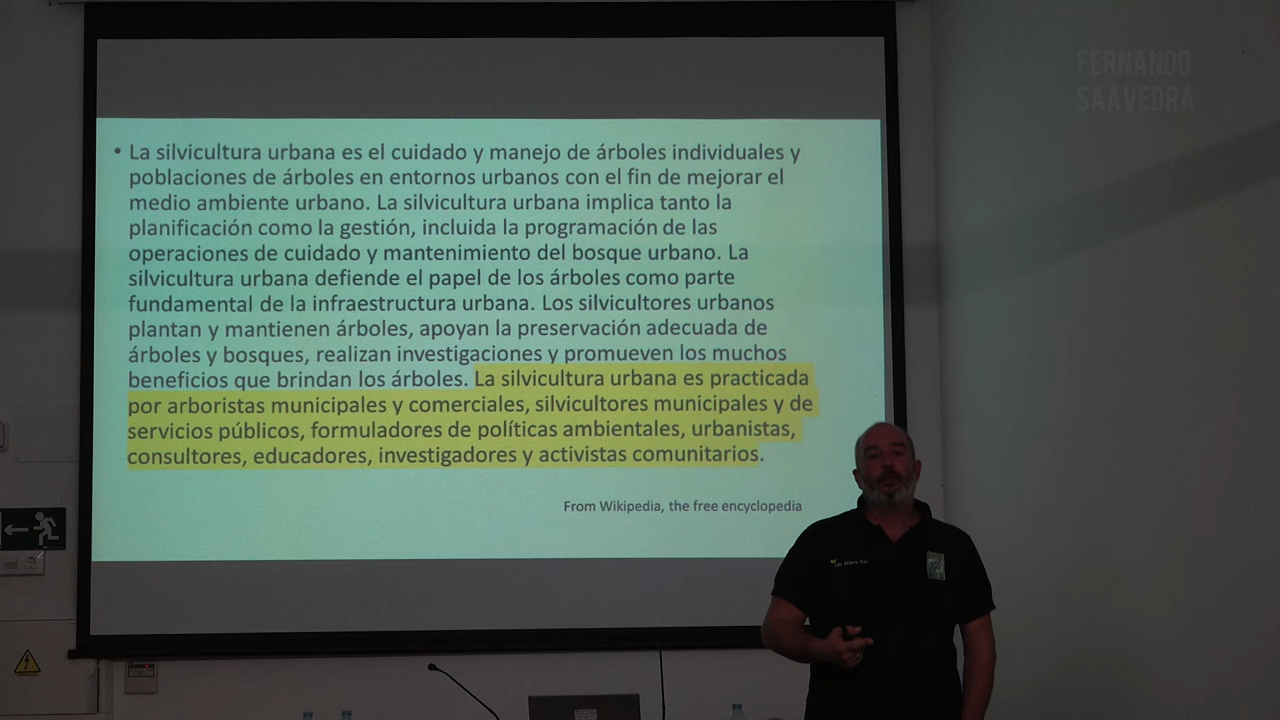 FERNANDO
SAAVEDRA
• La silvicultura urbana es el cuidado y manejo de árboles individuales y
poblaciones de árboles en entornos urbanos con el fin de mejorar el
medio ambiente urbano. La silvicultura urbana implica tanto la
planificación como la gestión, incluida la programación de las
operaciones de cuidado y mantenimiento del bosque urbano. La
silvicultura urbana defiende el papel de los árboles como parte
fundamental de la infraestructura urbana. Los silvicultores urbanos
plantan y mantienen árboles, apoyan la preservación adecuada de
árboles y bosques, realizan investigaciones y promueven los muchos
beneficios que brindan los árboles. La silvicultura urbana es practicada
por arboristas municipales y comerciales, silvicultores municipales y de
servicios públicos, formuladores de políticas ambientales, urbanistas,
consultores, educadores, investigadores y activistas comunitarios.
From Wikipedia, the free encyclopedia